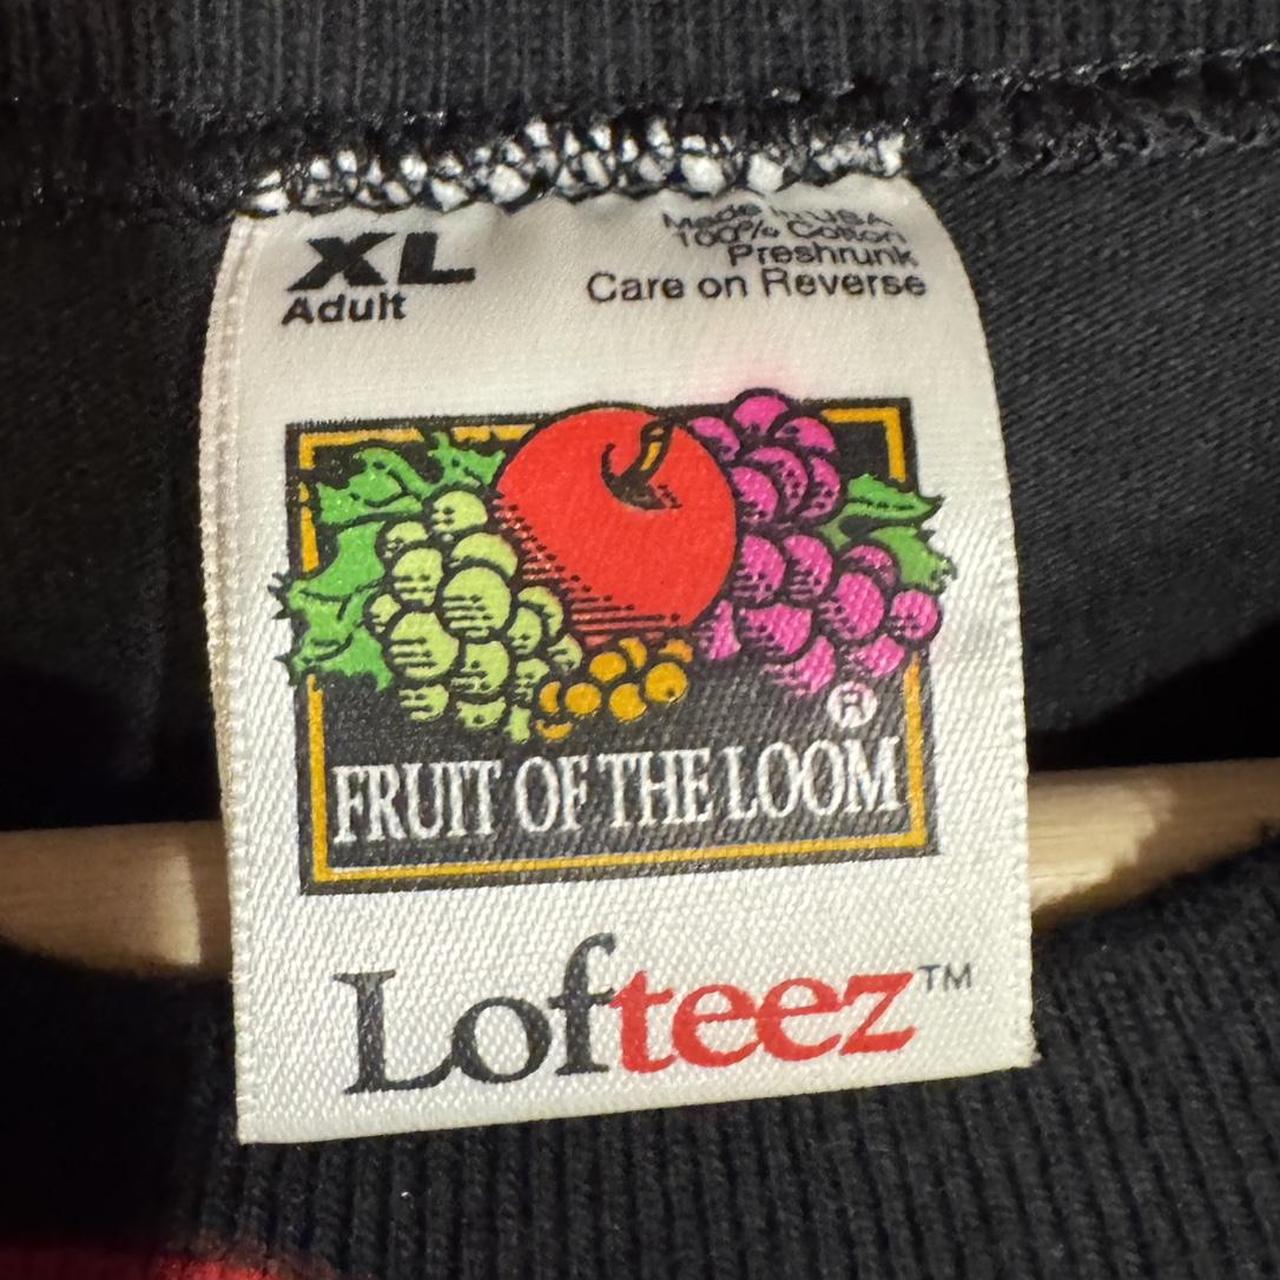 XL
Adult
Made in USA
100% Cotton
Preshrunk
Care on Reverse
®
FRUIT OF THE LOOM
Lofteez™